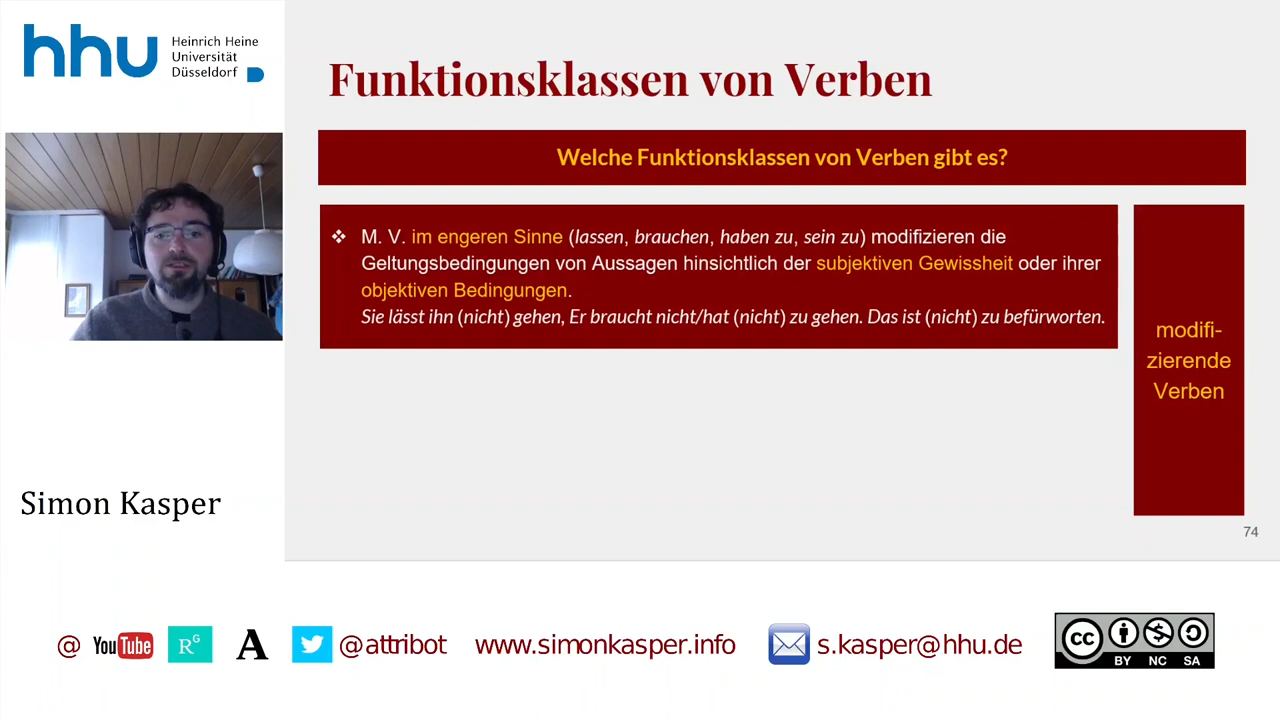 hhu
Heinrich Heine
Universität
Düsseldorf
Funktionsklassen von Verben
Welche Funktionsklassen von Verben gibt es?
❖ M. V. im engeren Sinne (lassen, brauchen, haben zu, sein zu) modifizieren die
Geltungsbedingungen von Aussagen hinsichtlich der subjektiven Gewissheit oder ihrer
objektiven Bedingungen.
Sie lässt ihn (nicht) gehen, Er braucht nicht/hat (nicht) zu gehen. Das ist (nicht) zu befürworten.
modifi-
zierende
Verben
Simon Kasper
74
@ YouTube RG A @attribot www.simonkasper.info s.kasper@hhu.de
cc BY NC SA